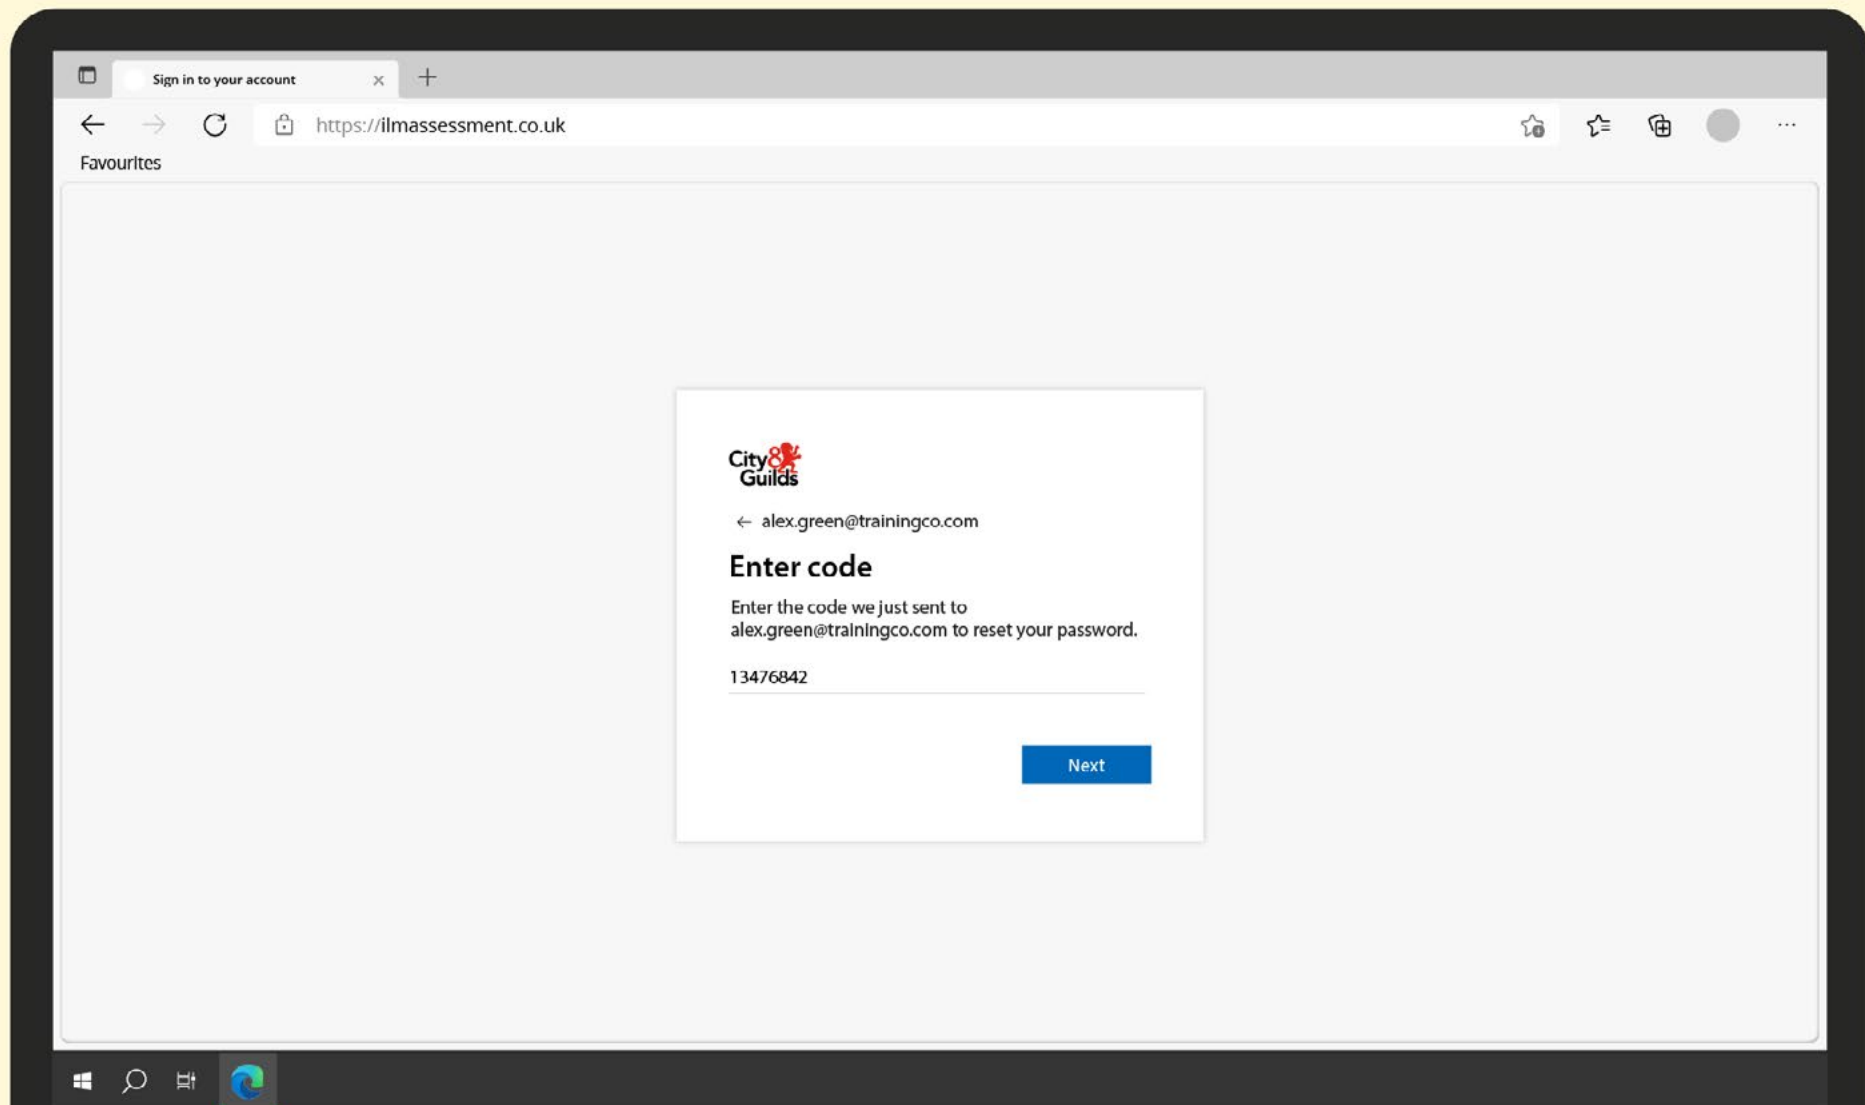 Sign in to your account
https://ilmassessment.co.uk
Favourites
City&
Guilds
alex.green@trainingco.com
Enter code
Enter the code we just sent to
alex.green@trainingco.com to reset your password.
13476842
Next